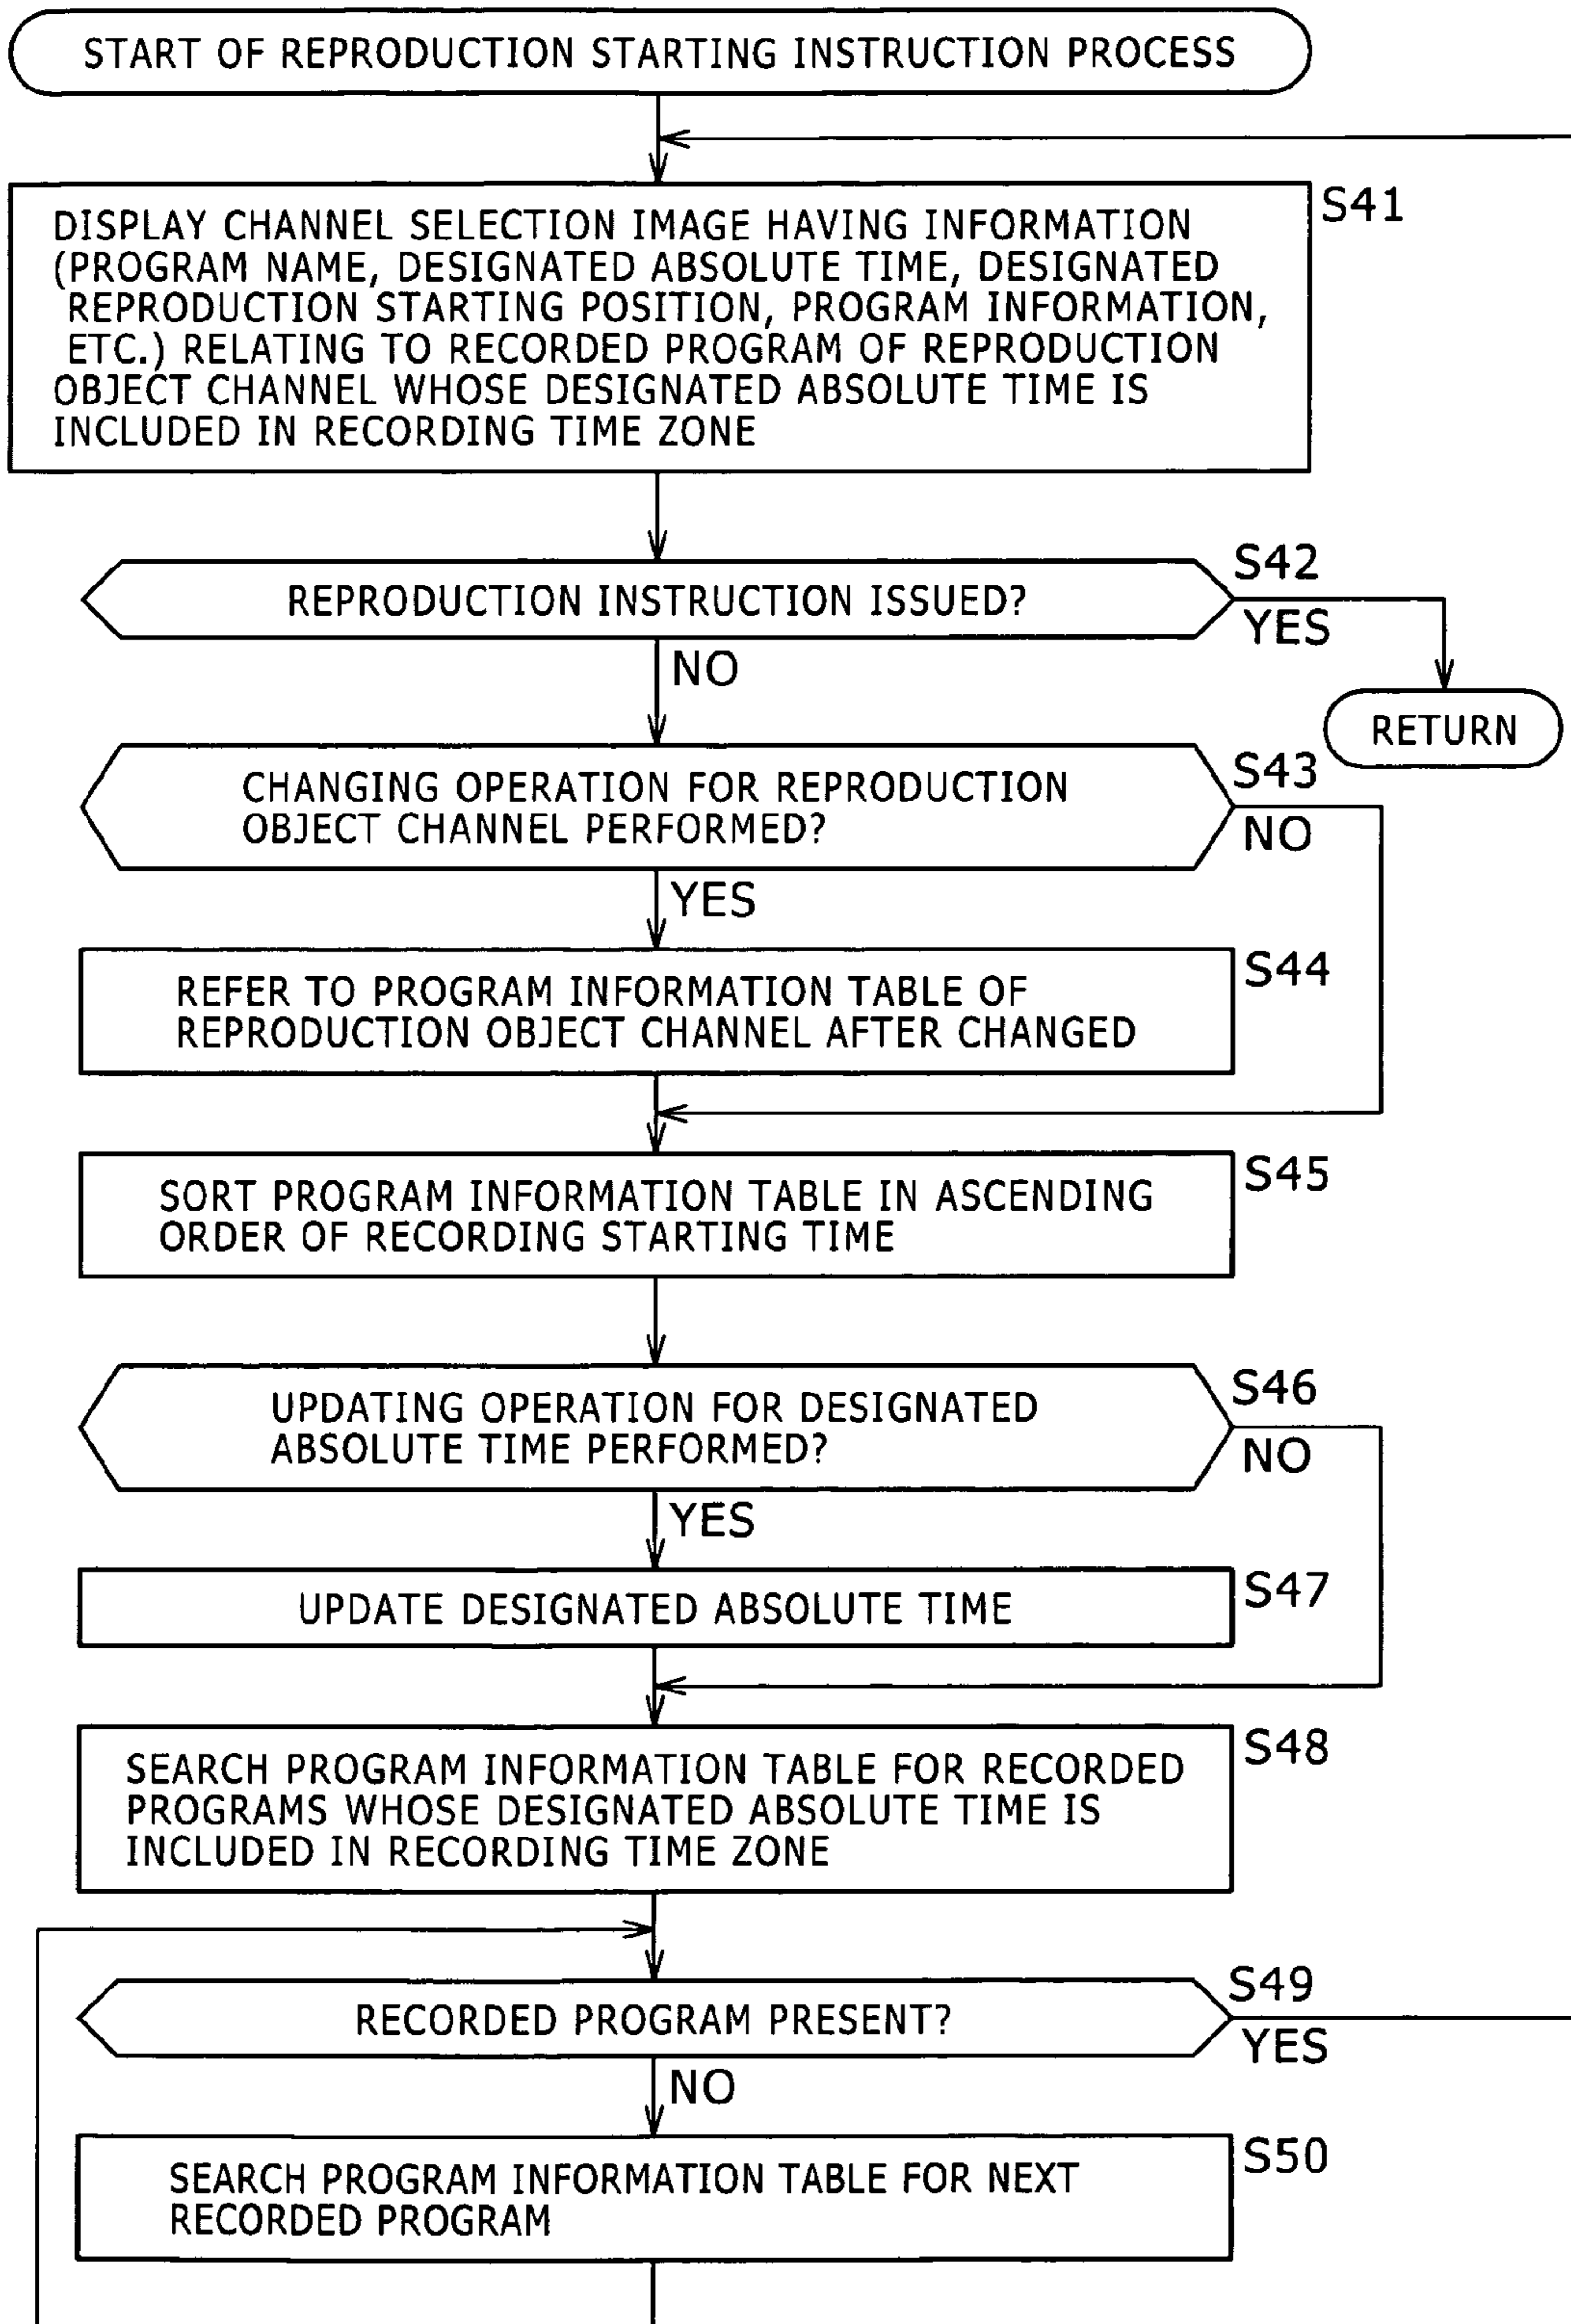 START OF REPRODUCTION STARTING INSTRUCTION PROCESS
S41
DISPLAY CHANNEL SELECTION IMAGE HAVING INFORMATION
(PROGRAM NAME, DESIGNATED ABSOLUTE TIME, DESIGNATED
REPRODUCTION STARTING POSITION, PROGRAM INFORMATION,
ETC.) RELATING TO RECORDED PROGRAM OF REPRODUCTION
OBJECT CHANNEL WHOSE DESIGNATED ABSOLUTE TIME IS
INCLUDED IN RECORDING TIME ZONE
S42
REPRODUCTION INSTRUCTION ISSUED?
YES
NO
RETURN
S43
CHANGING OPERATION FOR REPRODUCTION
OBJECT CHANNEL PERFORMED?
NO
YES
S44
REFER TO PROGRAM INFORMATION TABLE OF
REPRODUCTION OBJECT CHANNEL AFTER CHANGED
S45
SORT PROGRAM INFORMATION TABLE IN ASCENDING
ORDER OF RECORDING STARTING TIME
S46
UPDATING OPERATION FOR DESIGNATED
ABSOLUTE TIME PERFORMED?
NO
YES
S47
UPDATE DESIGNATED ABSOLUTE TIME
S48
SEARCH PROGRAM INFORMATION TABLE FOR RECORDED
PROGRAMS WHOSE DESIGNATED ABSOLUTE TIME IS
INCLUDED IN RECORDING TIME ZONE
S49
RECORDED PROGRAM PRESENT?
YES
NO
S50
SEARCH PROGRAM INFORMATION TABLE FOR NEXT
RECORDED PROGRAM